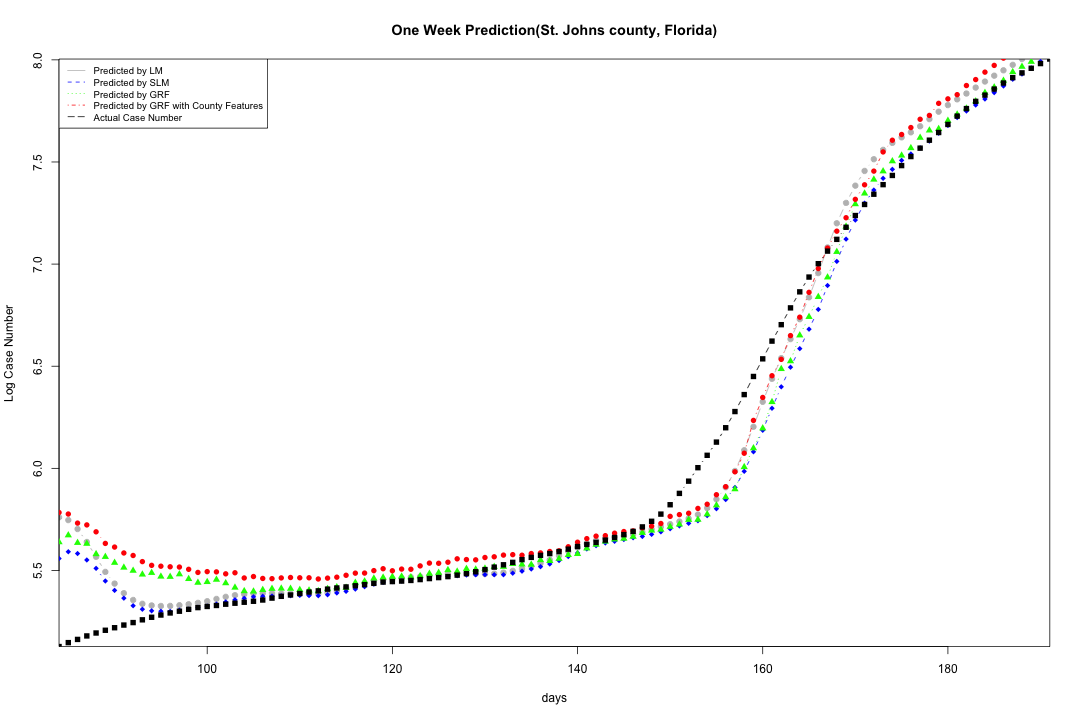 One Week Prediction(St. Johns county, Florida)
Predicted by LM
Predicted by SLM
Predicted by GRF
Predicted by GRF with County Features
Actual Case Number
8.0
7.5
7.0
6.5
6.0
5.5
Log Case Number
100 120 140 160 180
days